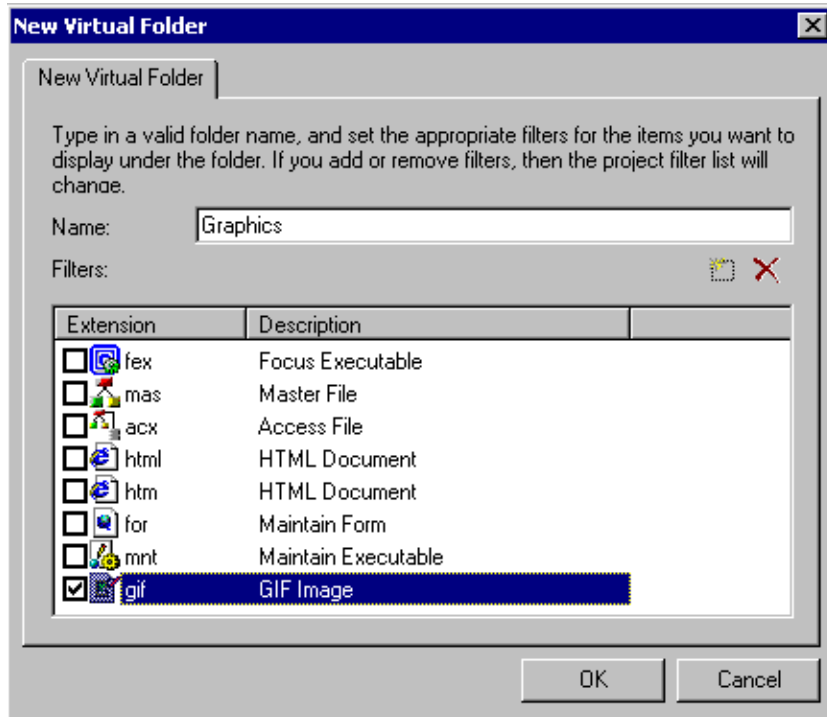 New Virtual Folder
New Virtual Folder
Type in a valid folder name, and set the appropriate filters for the items you want to
display under the folder. If you add or remove filters, then the project filter list will
change.
Name: Graphics
Filters:
Extension Description
fex Focus Executable
mas Master File
acx Access File
html HTML Document
htm HTML Document
for Maintain Form
mnt Maintain Executable
gif GIF Image
OK Cancel